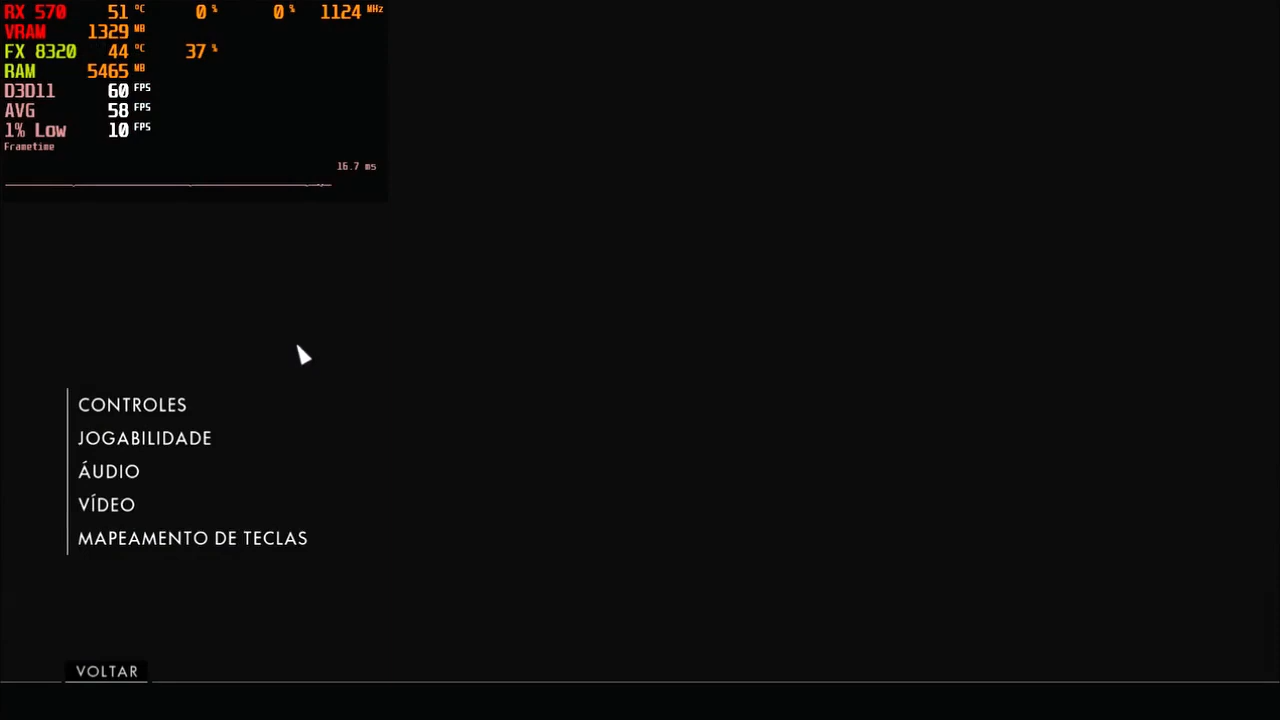 RX 570 51 °C 0 % 0 % 1124 MHz
VRAM 1329 MB
FX 8320 44 °C 37 %
RAM 5465 MB
D3D11 60 FPS
AVG 58 FPS
1% Low 10 FPS
Frametime
16.7 ms
CONTROLES
JOGABILIDADE
ÁUDIO
VÍDEO
MAPEAMENTO DE TECLAS
VOLTAR